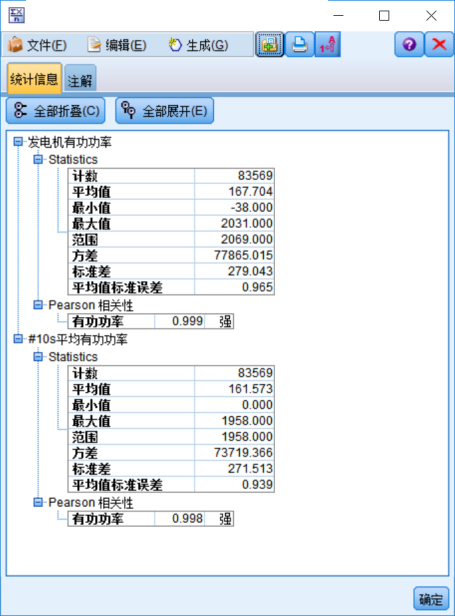 文件(F) 编辑(E) 生成(G)
统计信息 注解
全部折叠(C) 全部展开(E)
发电机有功功率
Statistics
计数 83569
平均值 167.704
最小值 -38.000
最大值 2031.000
范围 2069.000
方差 77865.015
标准差 279.043
平均值标准误差 0.965
Pearson 相关性
有功功率 0.999 强
#10s平均有功功率
Statistics
计数 83569
平均值 161.573
最小值 0.000
最大值 1958.000
范围 1958.000
方差 73719.366
标准差 271.513
平均值标准误差 0.939
Pearson 相关性
有功功率 0.998 强
确定